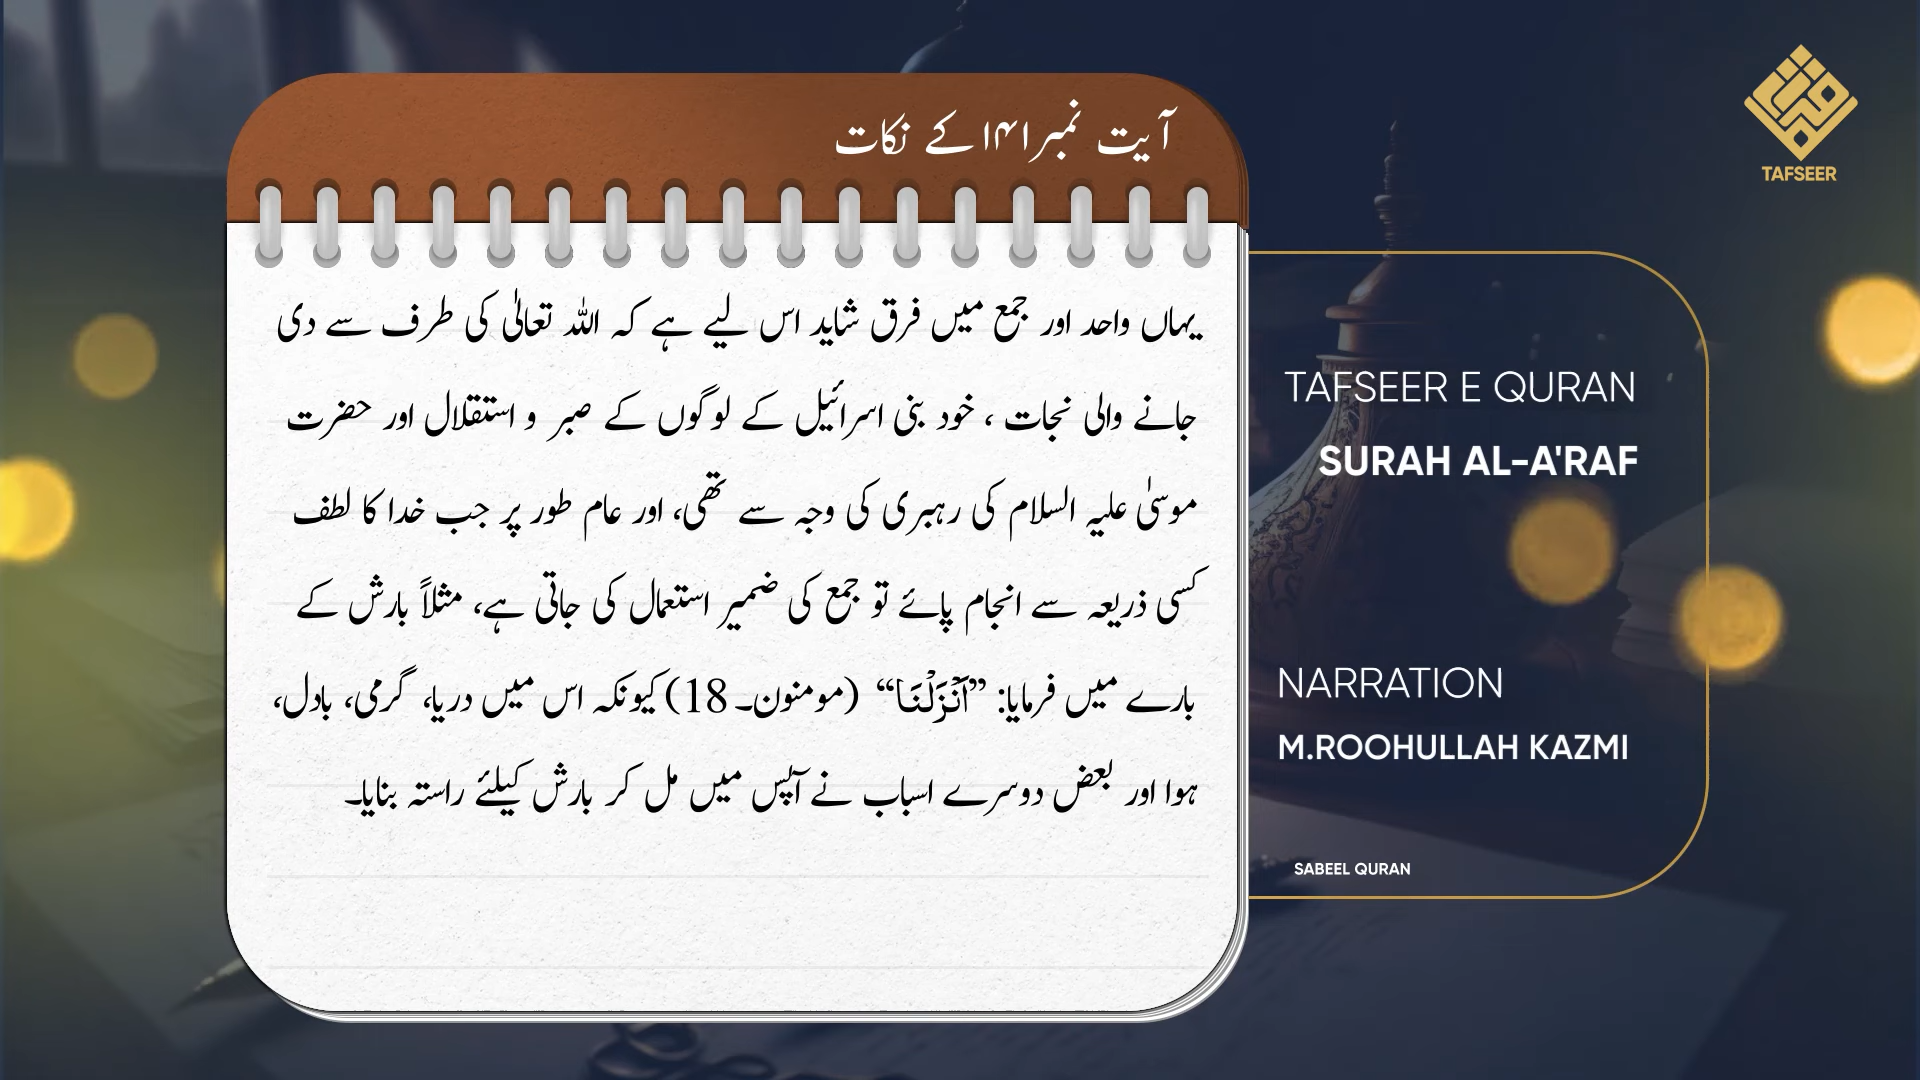 آیت نمبر۱۴۱ کے نکات
یہاں واحد اور جمع میں فرق شاید اس لیے ہے کہ اللہ تعالٰی کی طرف سے دی
جانے والی نجات ، خود بنی اسرائیل کے لوگوں کے صبر و استقلال اور حضرت
موسیٰ علیہ السلام کی رہبری کی وجہ سے تھی، اور عام طور پر جب خدا کا لطف
کسی ذریعہ سے انجام پائے تو جمع کی ضمیر استعمال کی جاتی ہے، مثلاً بارش کے
بارے میں فرمایا: ”اَنْزَلْنَا“ (مومنون۔18) کیونکہ اس میں دریا، گرمی، بادل،
ہوا اور بعض دوسرے اسباب نے آپس میں مل کر بارش کیلئے راستہ بنایا۔
TAFSEER
TAFSEER E QURAN
SURAH AL-A'RAF
NARRATION
M.ROOHULLAH KAZMI
SABEEL QURAN